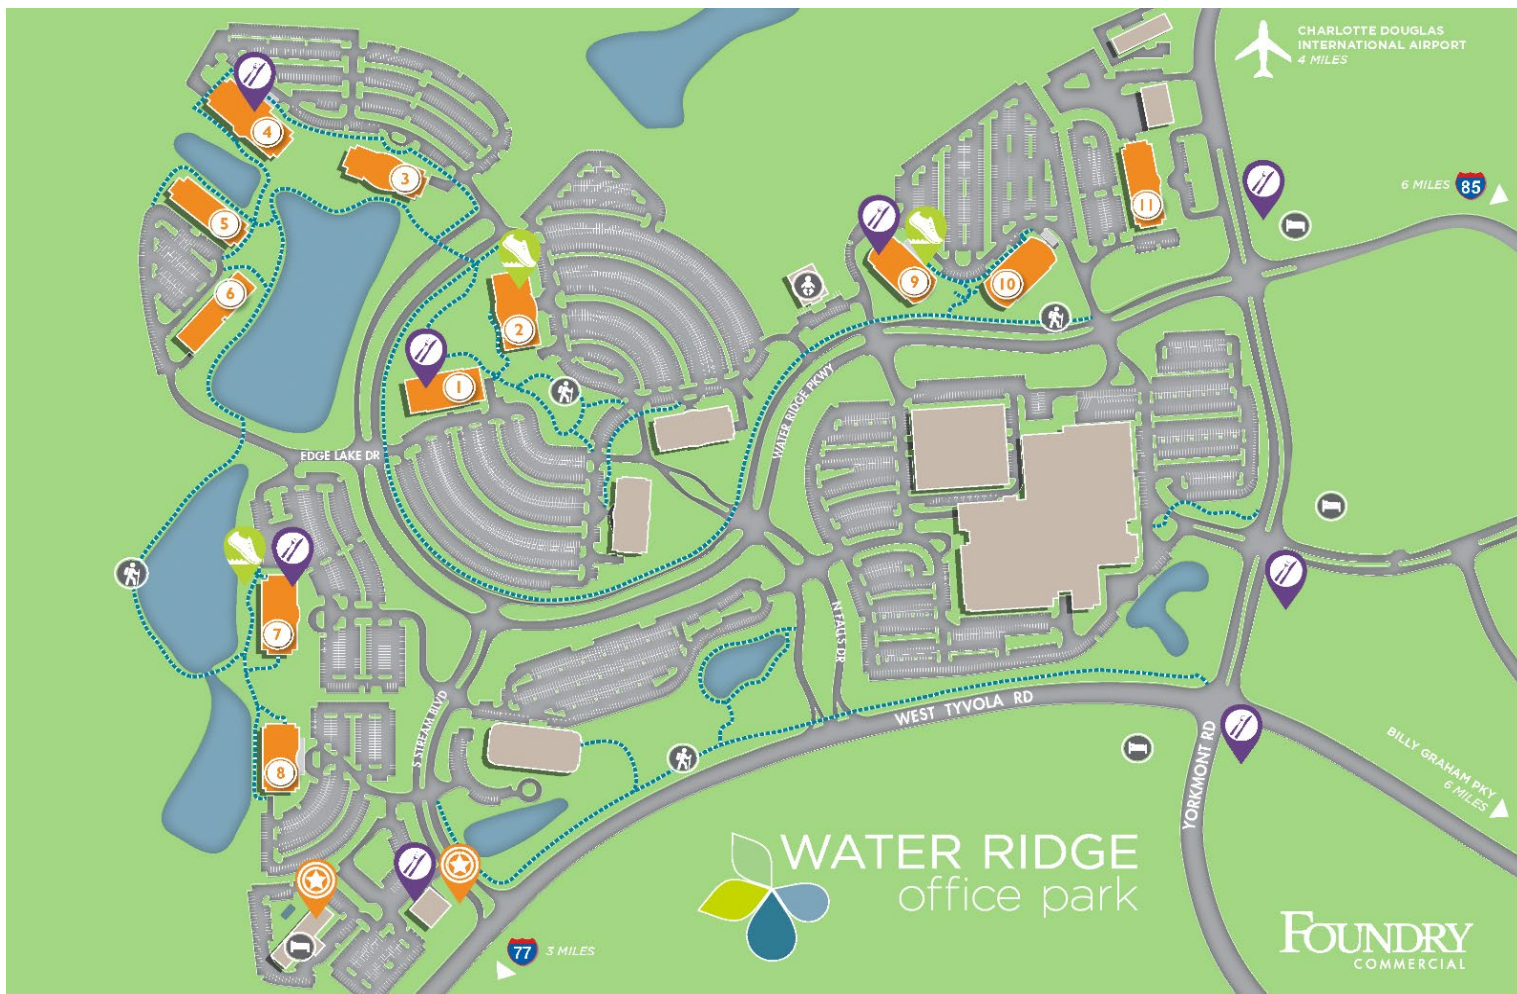 CHARLOTTE DOUGLAS
INTERNATIONAL AIRPORT
4 MILES
4
3
5
6
2
1
9
10
11
6 MILES 85
WATER RIDGE PKWY
EDGE LAKE DR
7
8
N FALLS DR
S STREAM BLVD
WEST TYVOLA RD
YORKMONT RD
BILLY GRAHAM PKY
6 MILES
WATER RIDGE
office park
77 3 MILES
FOUNDRY
COMMERCIAL